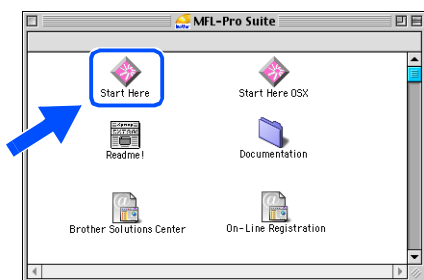 MFL-Pro Suite
Start Here
Start Here OSX
Readme!
Documentation
Brother Solutions Center
On-Line Registration